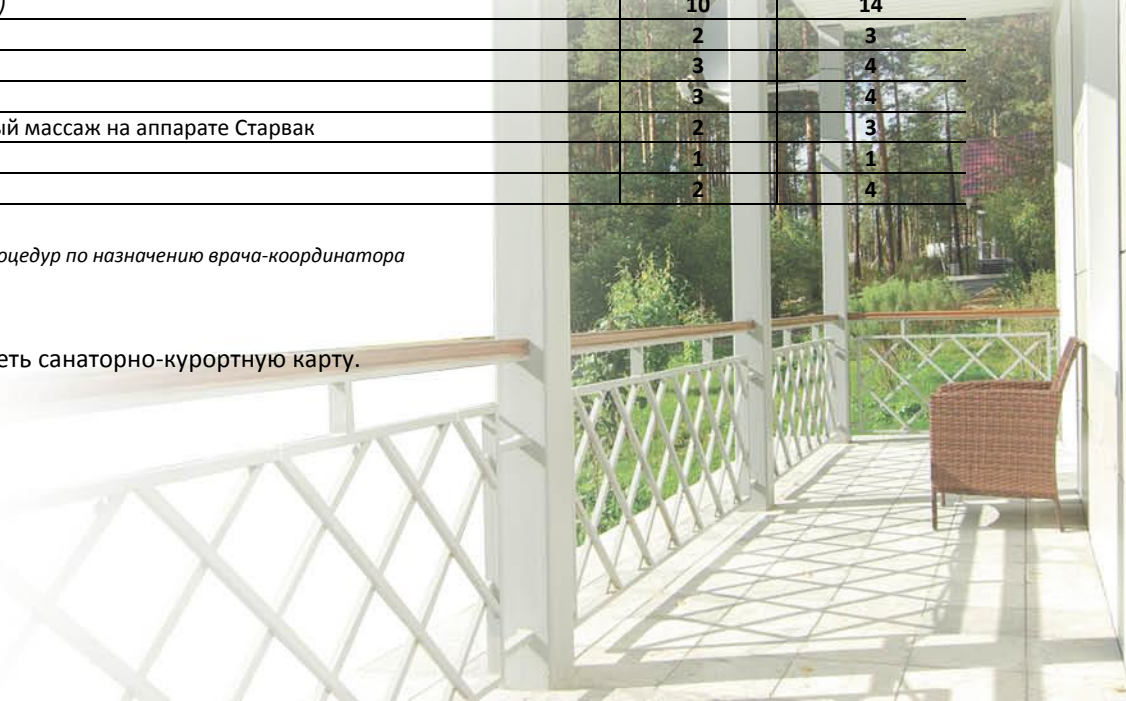 ) 10 14
2 3
3 4
3 4
ый массаж на аппарате Старвак 2 3
1 1
2 4
оцедур по назначению врача-координатора
еть санаторно-курортную карту.